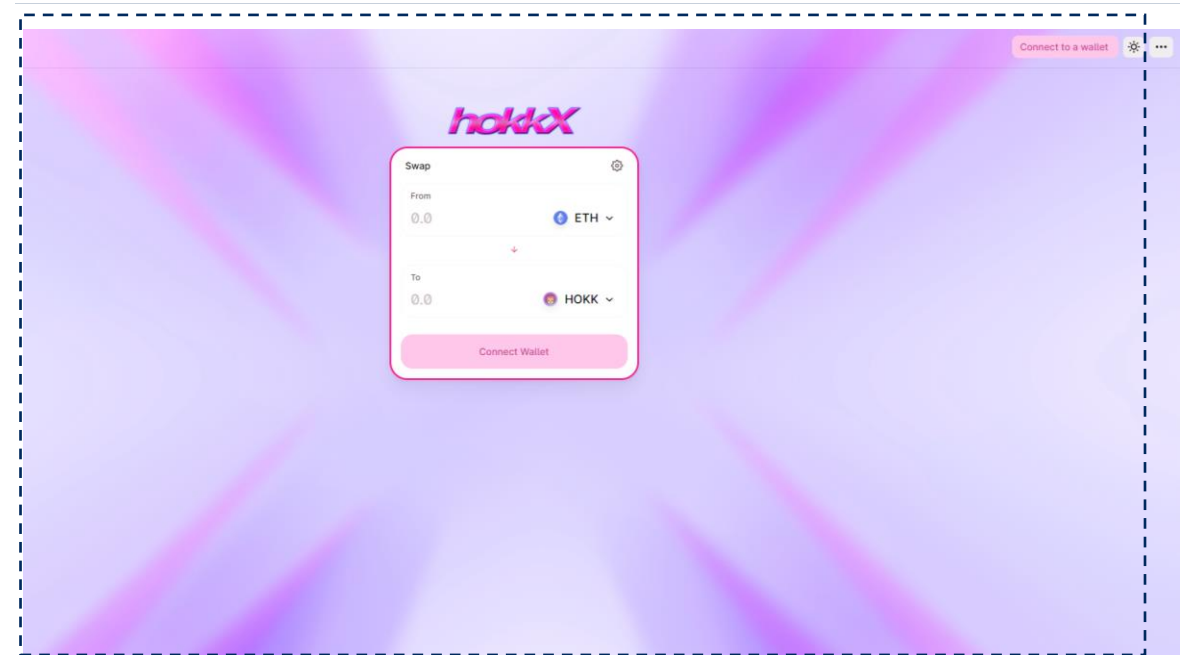 Connect to a wallet
hokkX
Swap
From
0.0
ETH
To
0.0
HOKK
Connect Wallet